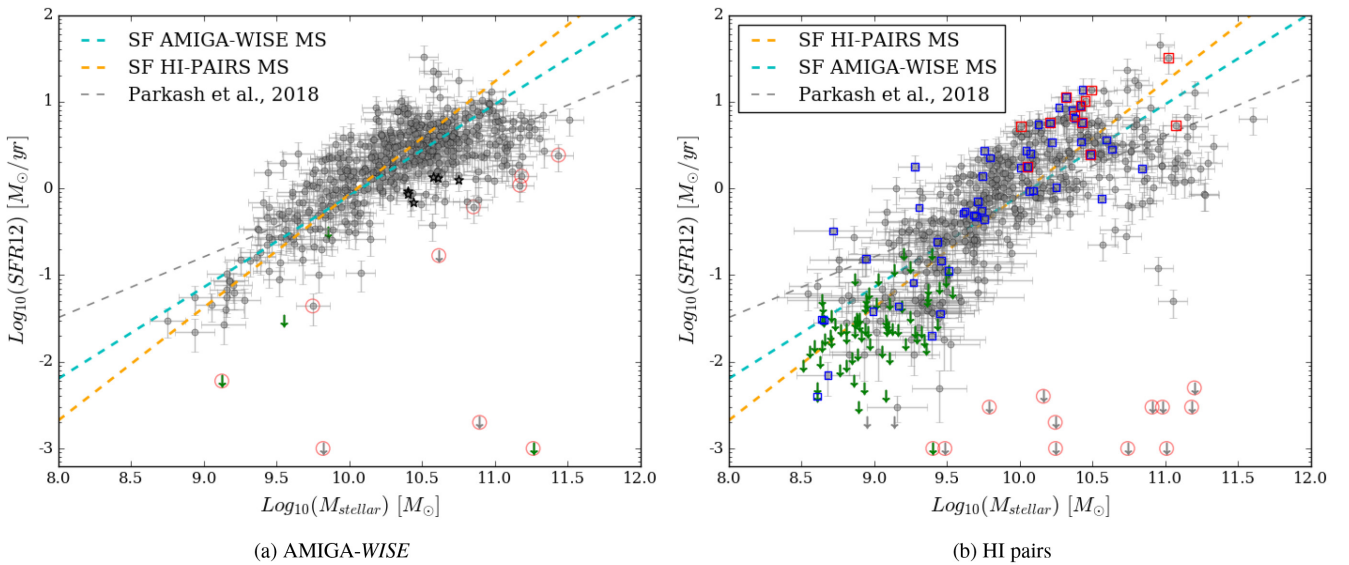 SF AMIGA-WISE MS
SF HI-PAIRS MS
Parkash et al., 2018
2
1
0
-1
-2
-3
Log10(SFR12) [M⊙/yr]
8.0 8.5 9.0 9.5 10.0 10.5 11.0 11.5 12.0
Log10(Mstellar) [M⊙]
(a) AMIGA-WISE
SF HI-PAIRS MS
SF AMIGA-WISE MS
Parkash et al., 2018
2
1
0
-1
-2
-3
Log10(SFR12) [M⊙/yr]
8.0 8.5 9.0 9.5 10.0 10.5 11.0 11.5 12.0
Log10(Mstellar) [M⊙]
(b) HI pairs